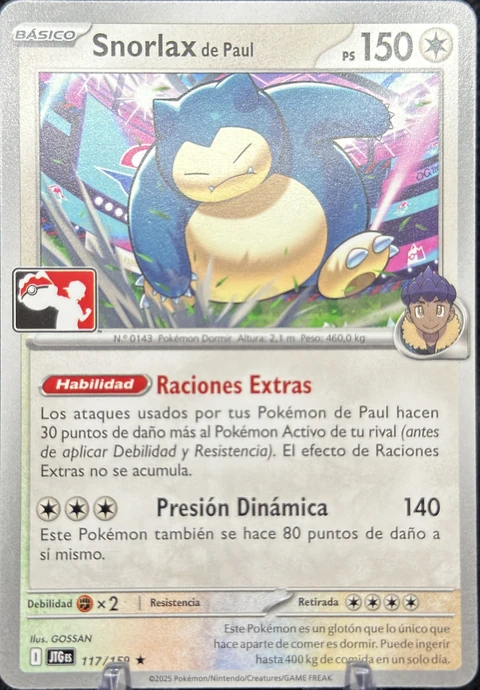 BÁSICO
Snorlax de Paul
PS 150
N.º 0143 Pokémon Dormir Altura: 2,1 m Peso: 460,0 kg
Habilidad Raciones Extras
Los ataques usados por tus Pokémon de Paul hacen
30 puntos de daño más al Pokémon Activo de tu rival (antes
de aplicar Debilidad y Resistencia). El efecto de Raciones
Extras no se acumula.
Presión Dinámica 140
Este Pokémon también se hace 80 puntos de daño a
sí mismo.
Debilidad ×2 Resistencia Retirada
Ilus. GOSSAN
I JTG ES 117/159 ★
Este Pokémon es un glotón que lo único que
hace aparte de comer es dormir. Puede ingerir
hasta 400 kg de comida en un solo día.
©2025 Pokémon/Nintendo/Creatures/GAME FREAK